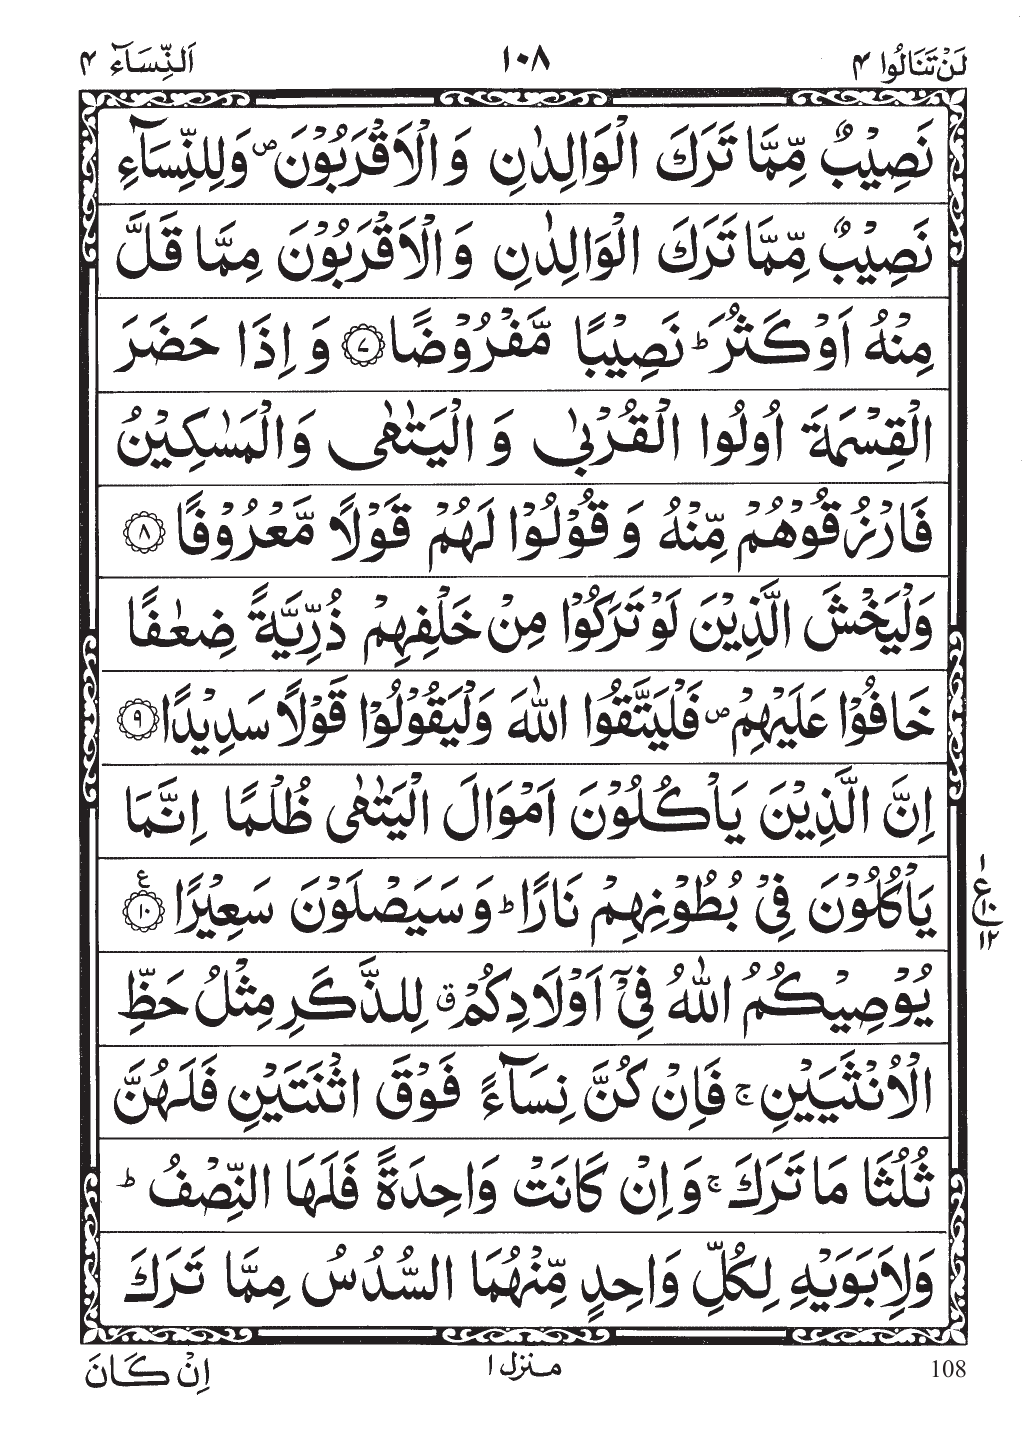 لَنْ تَنَالُوا ۴
۱۰۸
اَلنِّسَآء ۴
نَصِيْبٌ مِّمَّا تَرَكَ الْوَالِدٰنِ وَ الْاَقْرَبُوْنَ ۪ وَلِلنِّسَآءِ
نَصِيْبٌ مِّمَّا تَرَكَ الْوَالِدٰنِ وَ الْاَقْرَبُوْنَ مِمَّا قَلَّ
مِنْهُ اَوْ كَثُرَ ؕ نَصِيْبًا مَّفْرُوْضًا ﴿۷﴾ وَ اِذَا حَضَرَ
الْقِسْمَةَ اُولُوا الْقُرْبٰى وَ الْيَتٰمٰى وَ الْمَسٰكِيْنُ
فَارْزُقُوْهُمْ مِّنْهُ وَ قُوْلُوْا لَهُمْ قَوْلًا مَّعْرُوْفًا ﴿۸﴾
وَلْيَخْشَ الَّذِيْنَ لَوْ تَرَكُوْا مِنْ خَلْفِهِمْ ذُرِّيَّةً ضِعٰفًا
خَافُوْا عَلَيْهِمْ ۪ فَلْيَتَّقُوا اللّٰهَ وَلْيَقُوْلُوْا قَوْلًا سَدِيْدًا ﴿۹﴾
اِنَّ الَّذِيْنَ يَاْكُلُوْنَ اَمْوَالَ الْيَتٰمٰى ظُلْمًا اِنَّمَا
يَاْكُلُوْنَ فِيْ بُطُوْنِهِمْ نَارًا ؕ وَ سَيَصْلَوْنَ سَعِيْرًا ﴿۱۰﴾ ع
۱
ع ۱۰
۱۲
يُوْصِيْكُمُ اللّٰهُ فِيْٓ اَوْلَادِكُمْ ۗ لِلذَّكَرِ مِثْلُ حَظِّ
الْاُنْثَيَيْنِ ۚ فَاِنْ كُنَّ نِسَآءً فَوْقَ اثْنَتَيْنِ فَلَهُنَّ
ثُلُثَا مَا تَرَكَ ۚ وَ اِنْ كَانَتْ وَاحِدَةً فَلَهَا النِّصْفُ ؕ
وَلِاَبَوَيْهِ لِكُلِّ وَاحِدٍ مِّنْهُمَا السُّدُسُ مِمَّا تَرَكَ
108
منزل ۱
اِنْ كَانَ